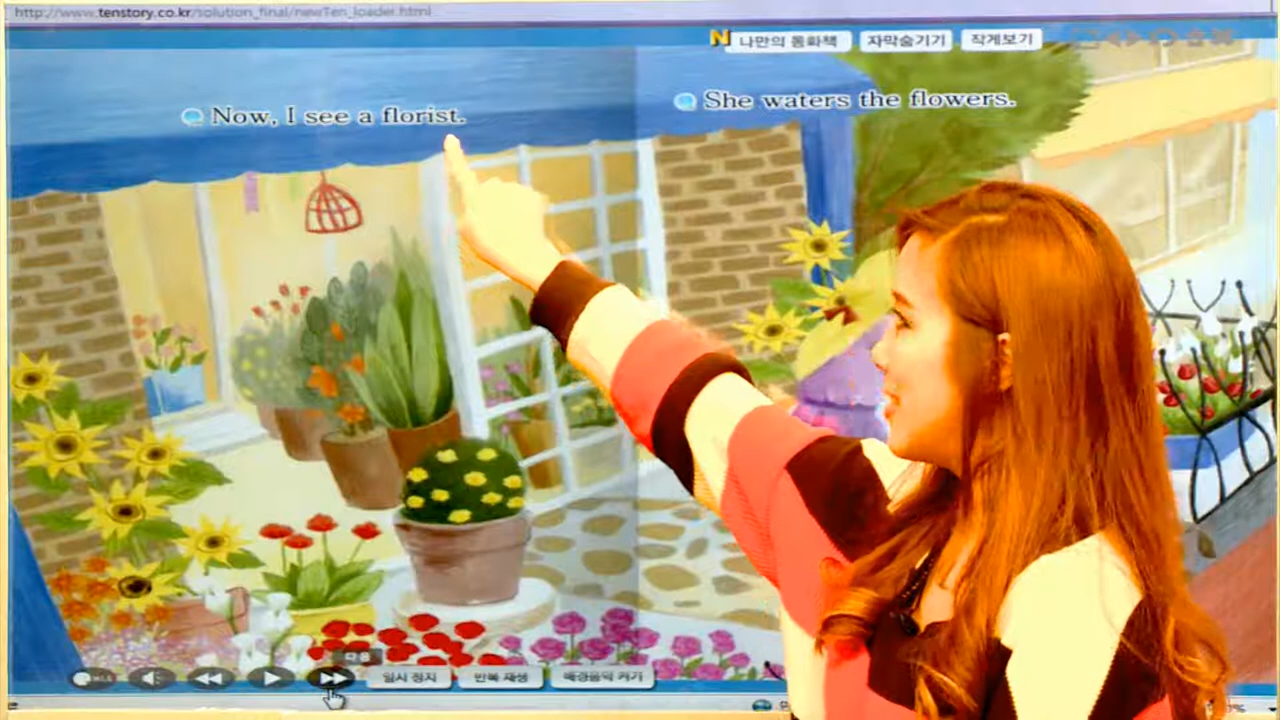 http://www.tenstory.co.kr/solution_final/newTen_loader.html
N 나만의 동화책 자막숨기기 작게보기
Now, I see a florist.
She waters the flowers.
다음
일시 정지 반복 재생 배경음악 켜기